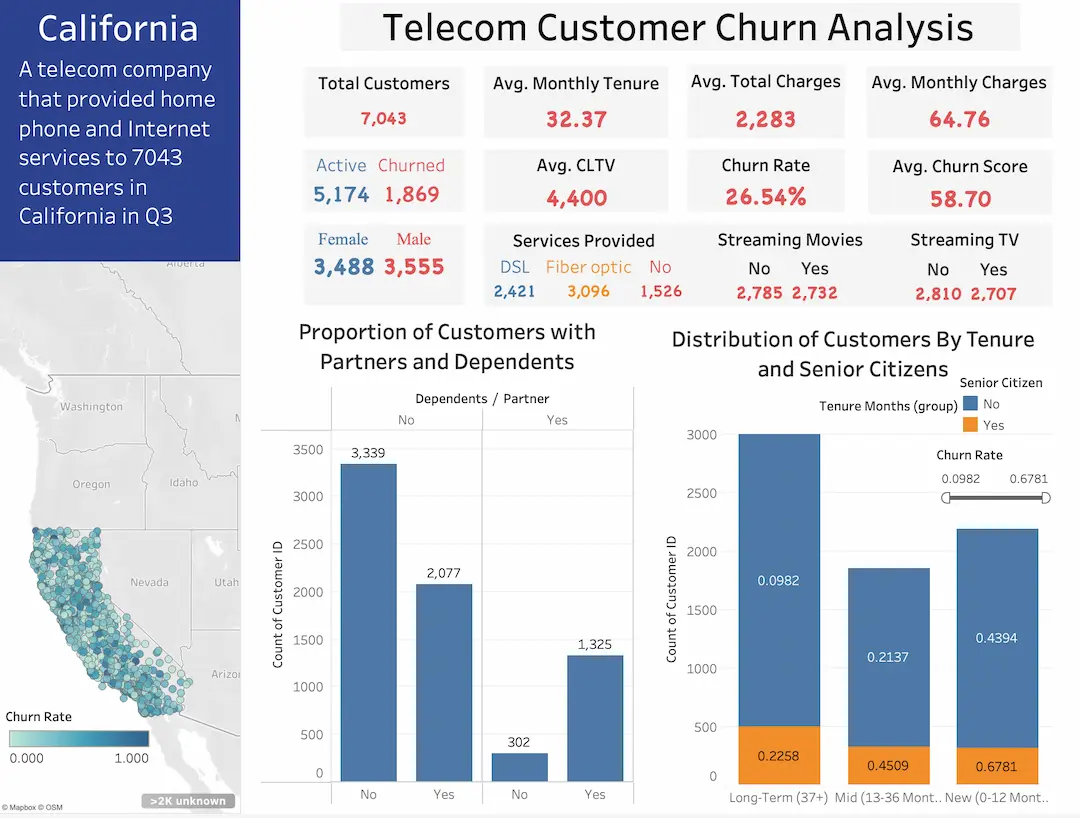 California
A telecom company
that provided home
phone and Internet
services to 7043
customers in
California in Q3
Telecom Customer Churn Analysis
Total Customers
7,043
Avg. Monthly Tenure
32.37
Avg. Total Charges
2,283
Avg. Monthly Charges
64.76
Active Churned
5,174 1,869
Avg. CLTV
4,400
Churn Rate
26.54%
Avg. Churn Score
58.70
Female Male
3,488 3,555
Services Provided
DSL Fiber optic No
2,421 3,096 1,526
Streaming Movies
No Yes
2,785 2,732
Streaming TV
No Yes
2,810 2,707
Alberta
Washington
Oregon
Idaho
Nevada
Utah
Arizo
Churn Rate
0.000 1.000
© Mapbox © OSM
>2K unknown
Proportion of Customers with
Partners and Dependents
Dependents / Partner
No Yes
Count of Customer ID
3500
3000
2500
2000
1500
1000
500
0
3,339
2,077
302
1,325
No Yes No Yes
Distribution of Customers By Tenure
and Senior Citizens
Senior Citizen
No
Yes
Tenure Months (group)
Churn Rate
0.0982 0.6781
Count of Customer ID
3000
2500
2000
1500
1000
500
0
0.0982
0.2258
0.2137
0.4509
0.4394
0.6781
Long-Term (37+) Mid (13-36 Mont.. New (0-12 Mont..